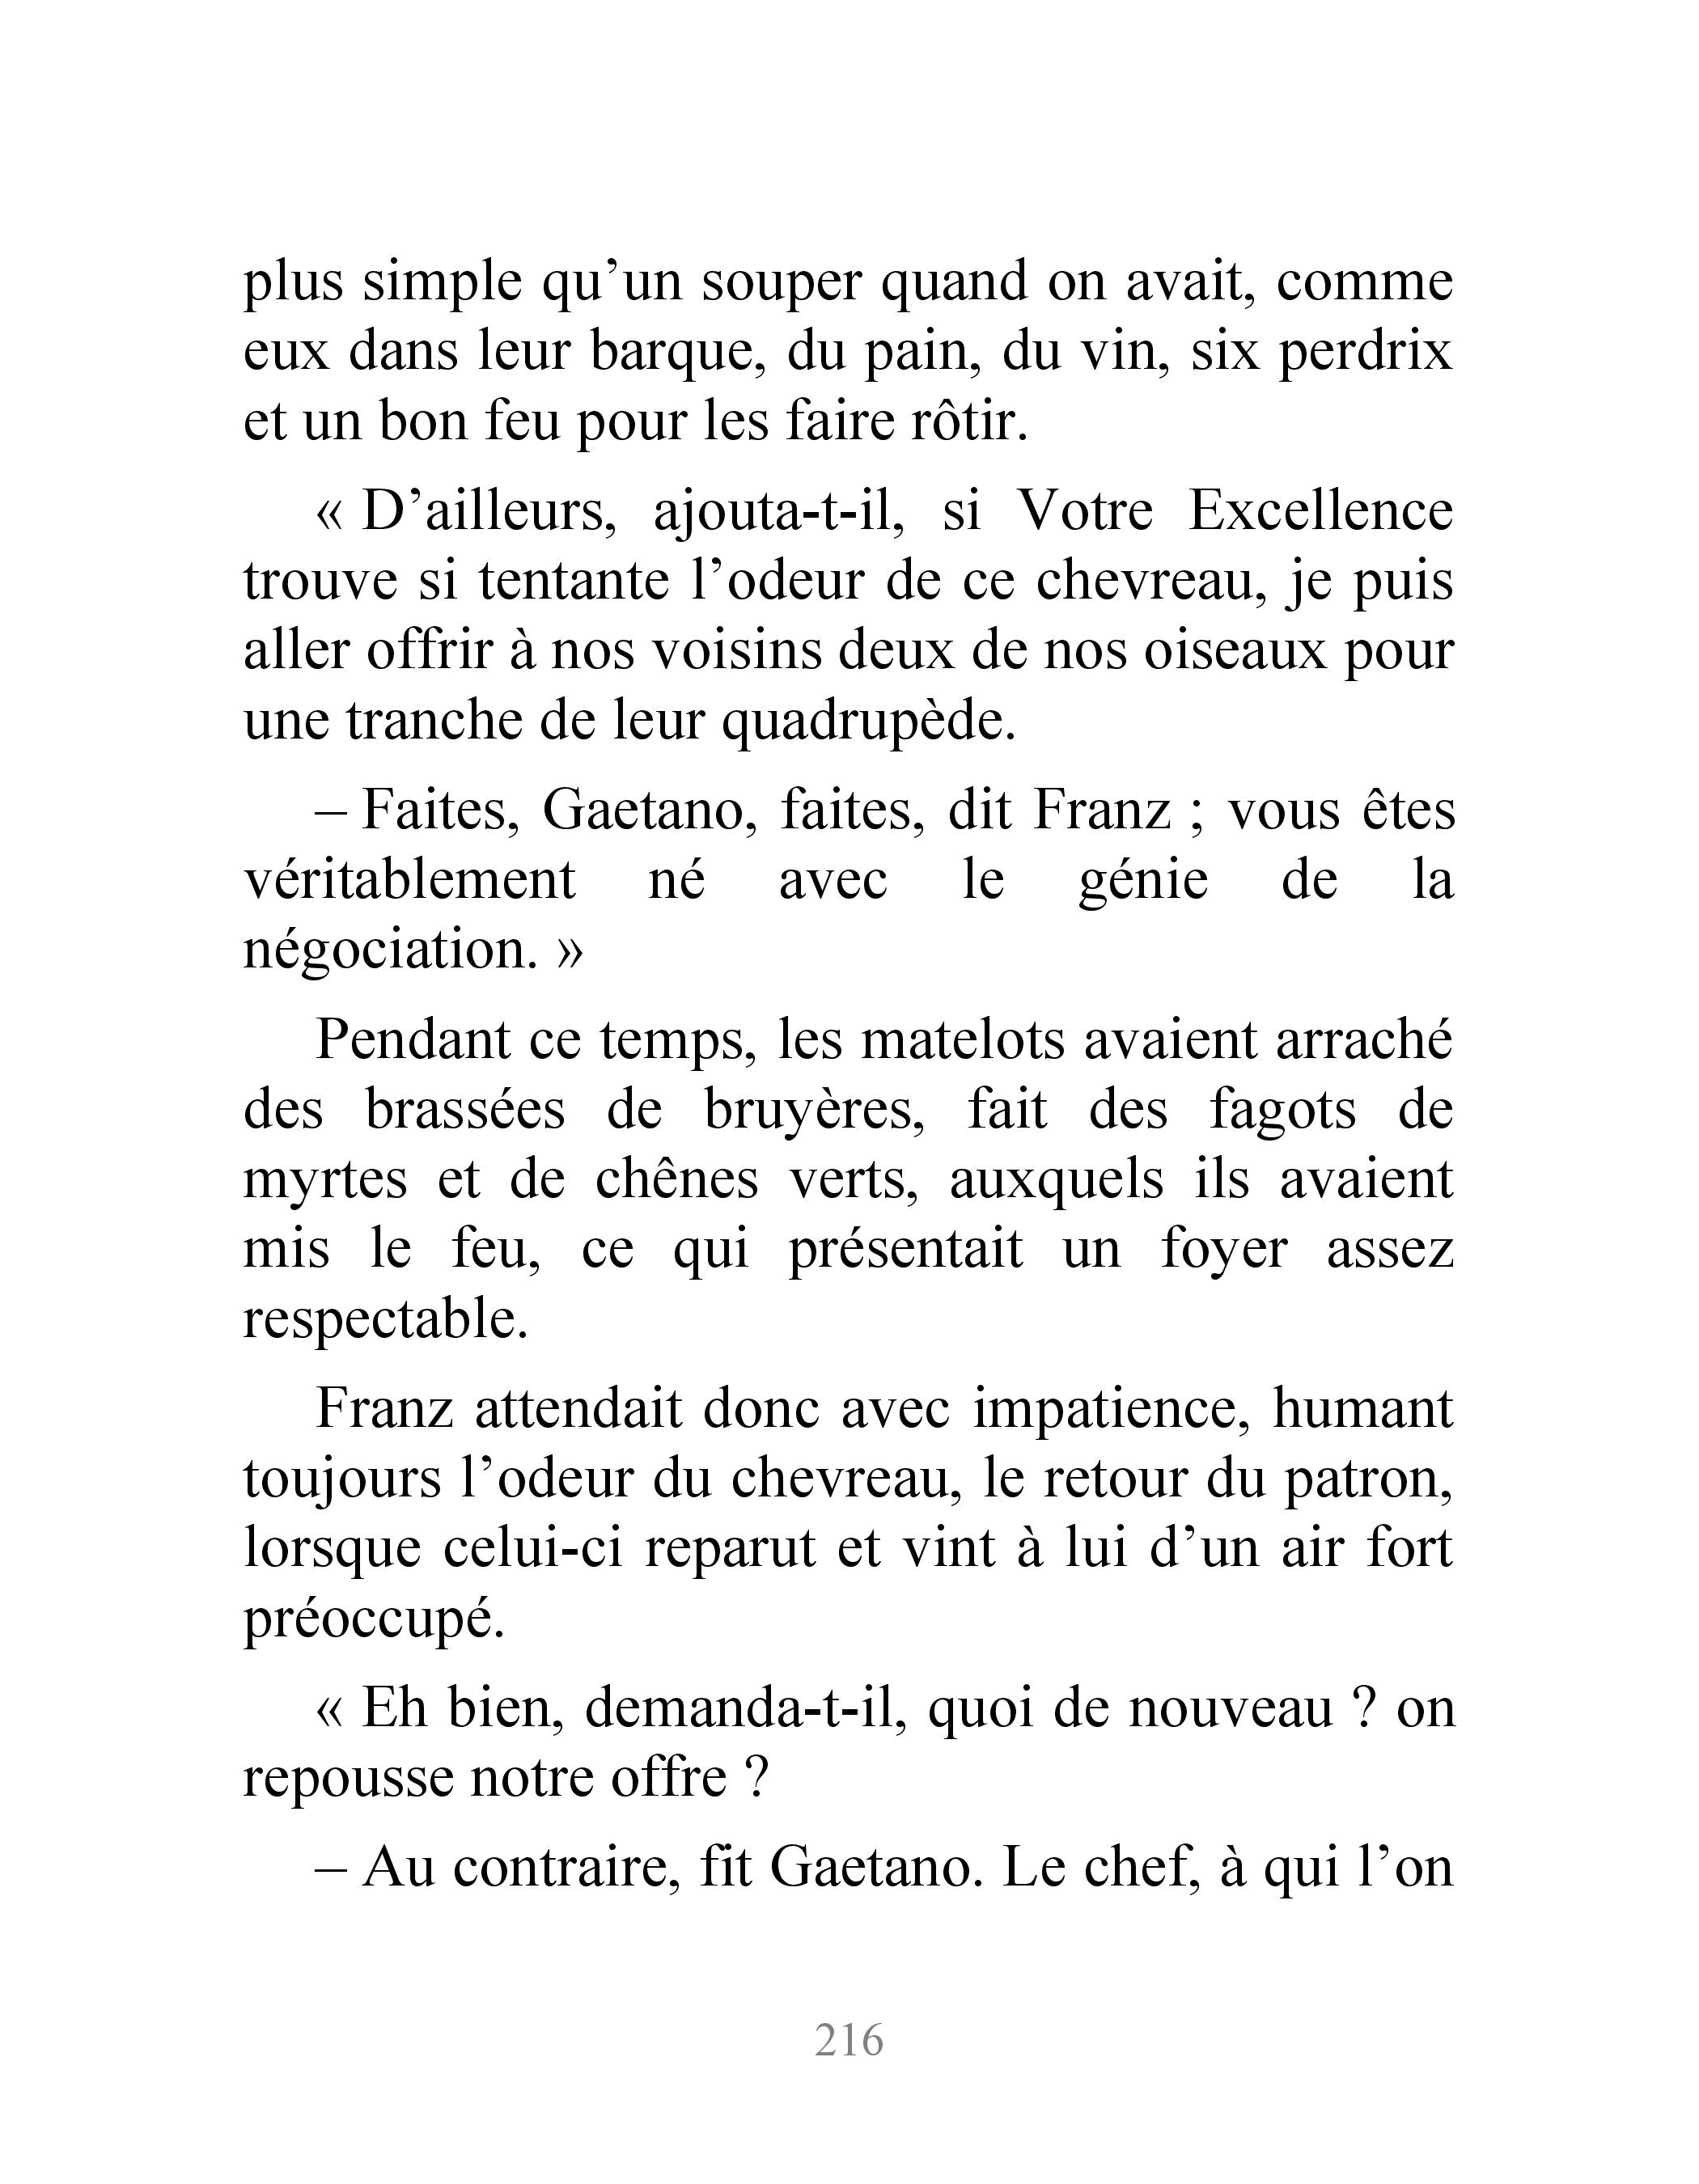 plus simple qu’un souper quand on avait, comme
eux dans leur barque, du pain, du vin, six perdrix
et un bon feu pour les faire rôtir.
« D’ailleurs, ajouta-t-il, si Votre Excellence
trouve si tentante l’odeur de ce chevreau, je puis
aller offrir à nos voisins deux de nos oiseaux pour
une tranche de leur quadrupède.
– Faites, Gaetano, faites, dit Franz ; vous êtes
véritablement né avec le génie de la
négociation. »
Pendant ce temps, les matelots avaient arraché
des brassées de bruyères, fait des fagots de
myrtes et de chênes verts, auxquels ils avaient
mis le feu, ce qui présentait un foyer assez
respectable.
Franz attendait donc avec impatience, humant
toujours l’odeur du chevreau, le retour du patron,
lorsque celui-ci reparut et vint à lui d’un air fort
préoccupé.
« Eh bien, demanda-t-il, quoi de nouveau ? on
repousse notre offre ?
– Au contraire, fit Gaetano. Le chef, à qui l’on
216